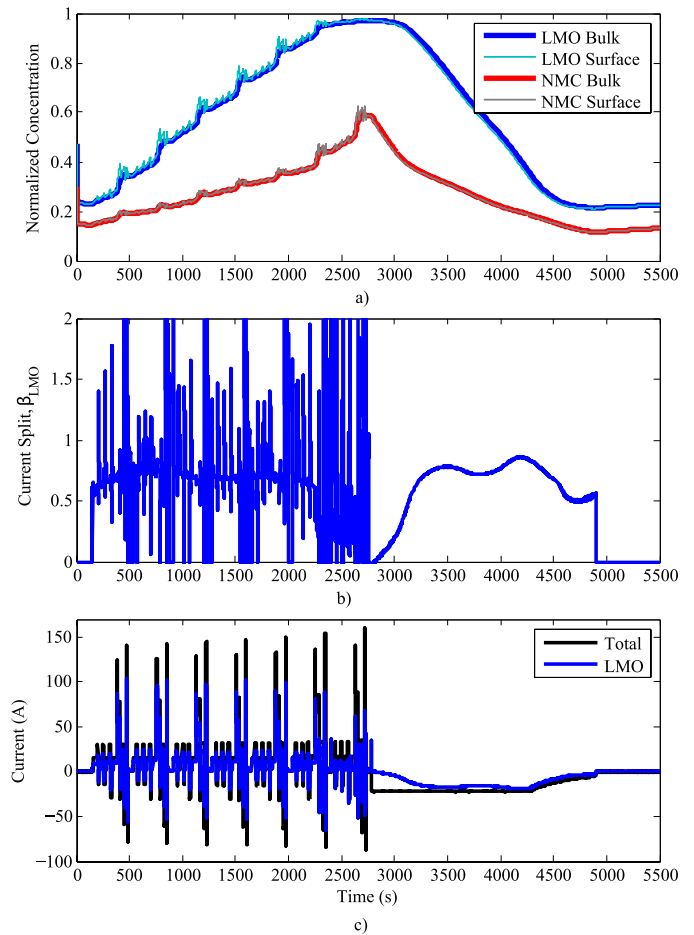 1
0.8
0.6
0.4
0.2
0
Normalized Concentration
LMO Bulk
LMO Surface
NMC Bulk
NMC Surface
0 500 1000 1500 2000 2500 3000 3500 4000 4500 5000 5500
a)
2
1.5
1
0.5
0
Current Split, βLMO
0 500 1000 1500 2000 2500 3000 3500 4000 4500 5000 5500
b)
150
100
50
0
−50
−100
Current (A)
Total
LMO
0 500 1000 1500 2000 2500 3000 3500 4000 4500 5000 5500
Time (s)
c)